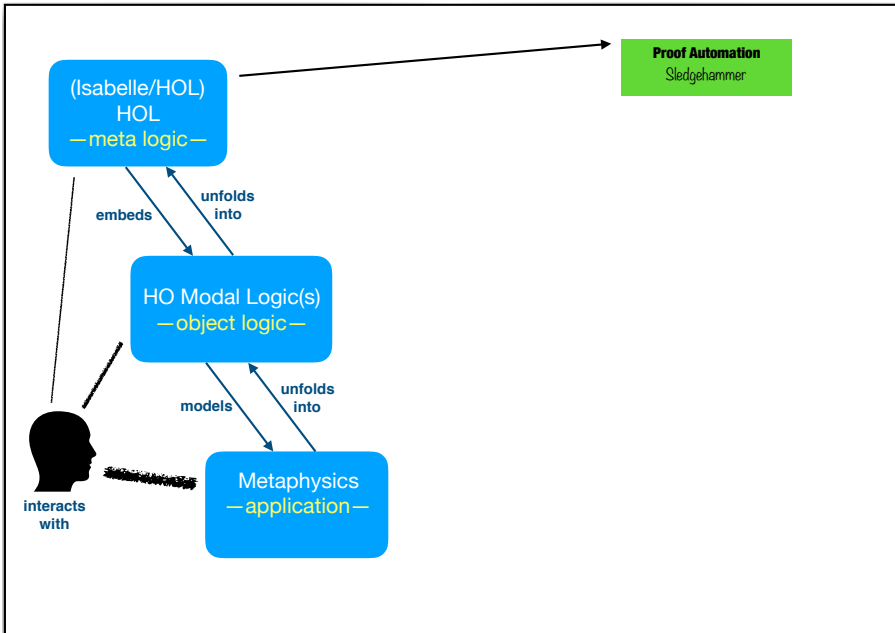 (Isabelle/HOL)
HOL
—meta logic—
Proof Automation
Sledgehammer
embeds
unfolds
into
HO Modal Logic(s)
—object logic—
models
unfolds
into
Metaphysics
—application—
interacts
with